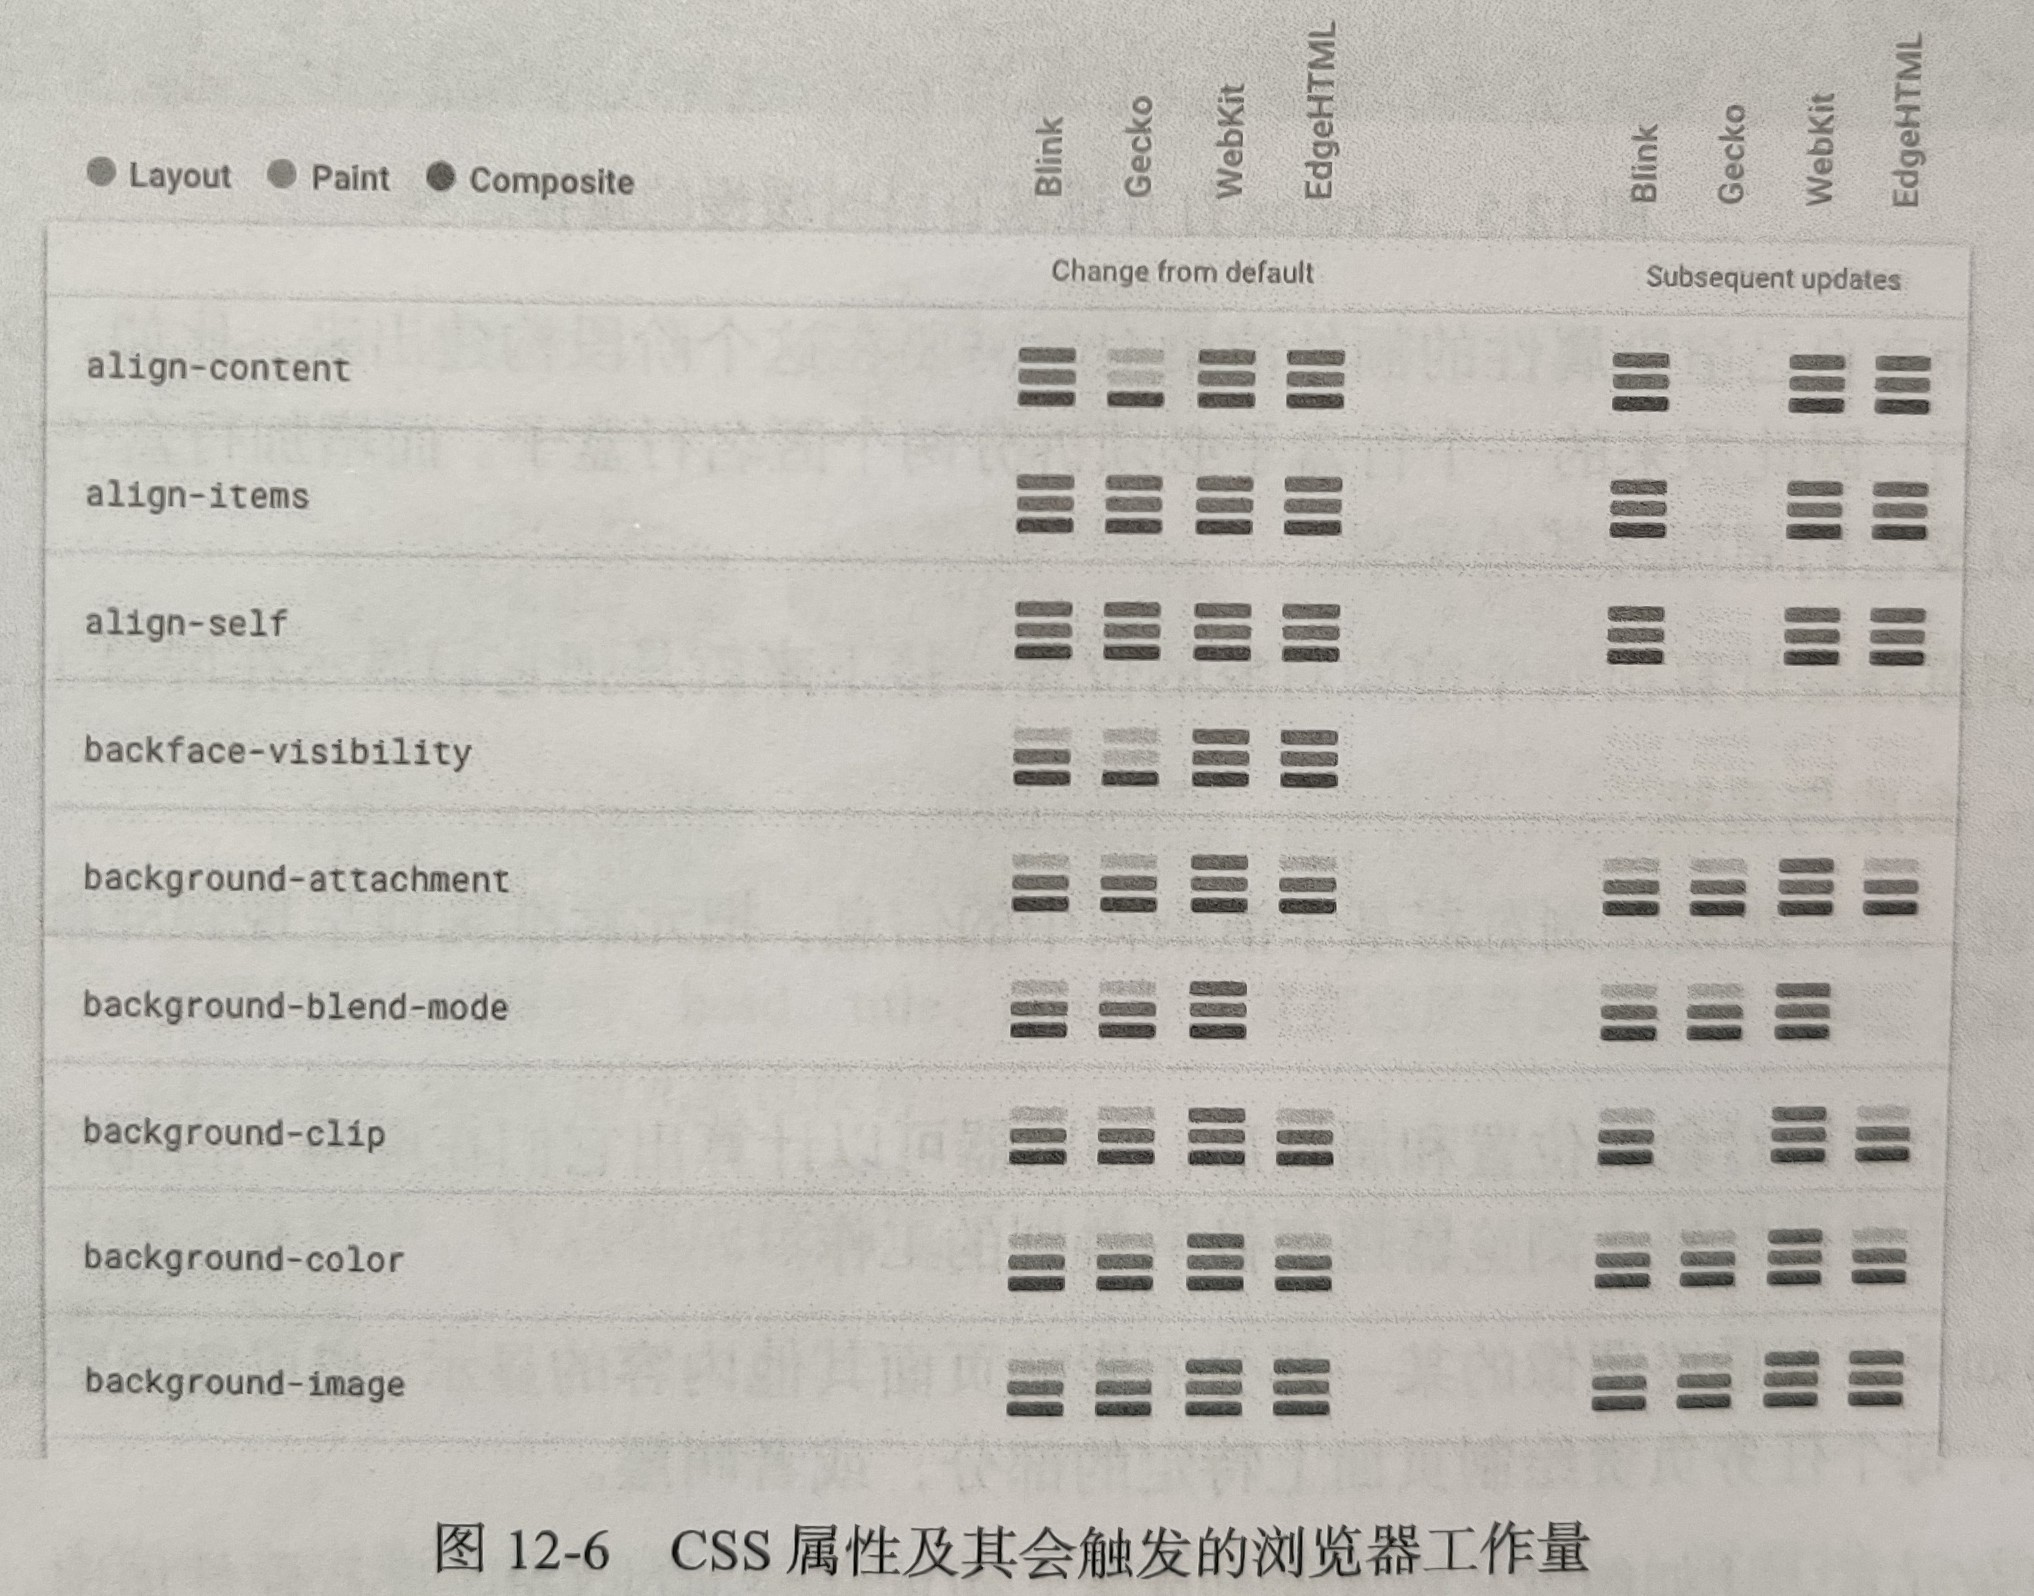 Blink Gecko WebKit EdgeHTML Blink Gecko WebKit EdgeHTML
Layout Paint Composite
Change from default Subsequent updates
align-content
align-items
align-self
backface-visibility
background-attachment
background-blend-mode
background-clip
background-color
background-image
图 12-6 CSS 属性及其会触发的浏览器工作量